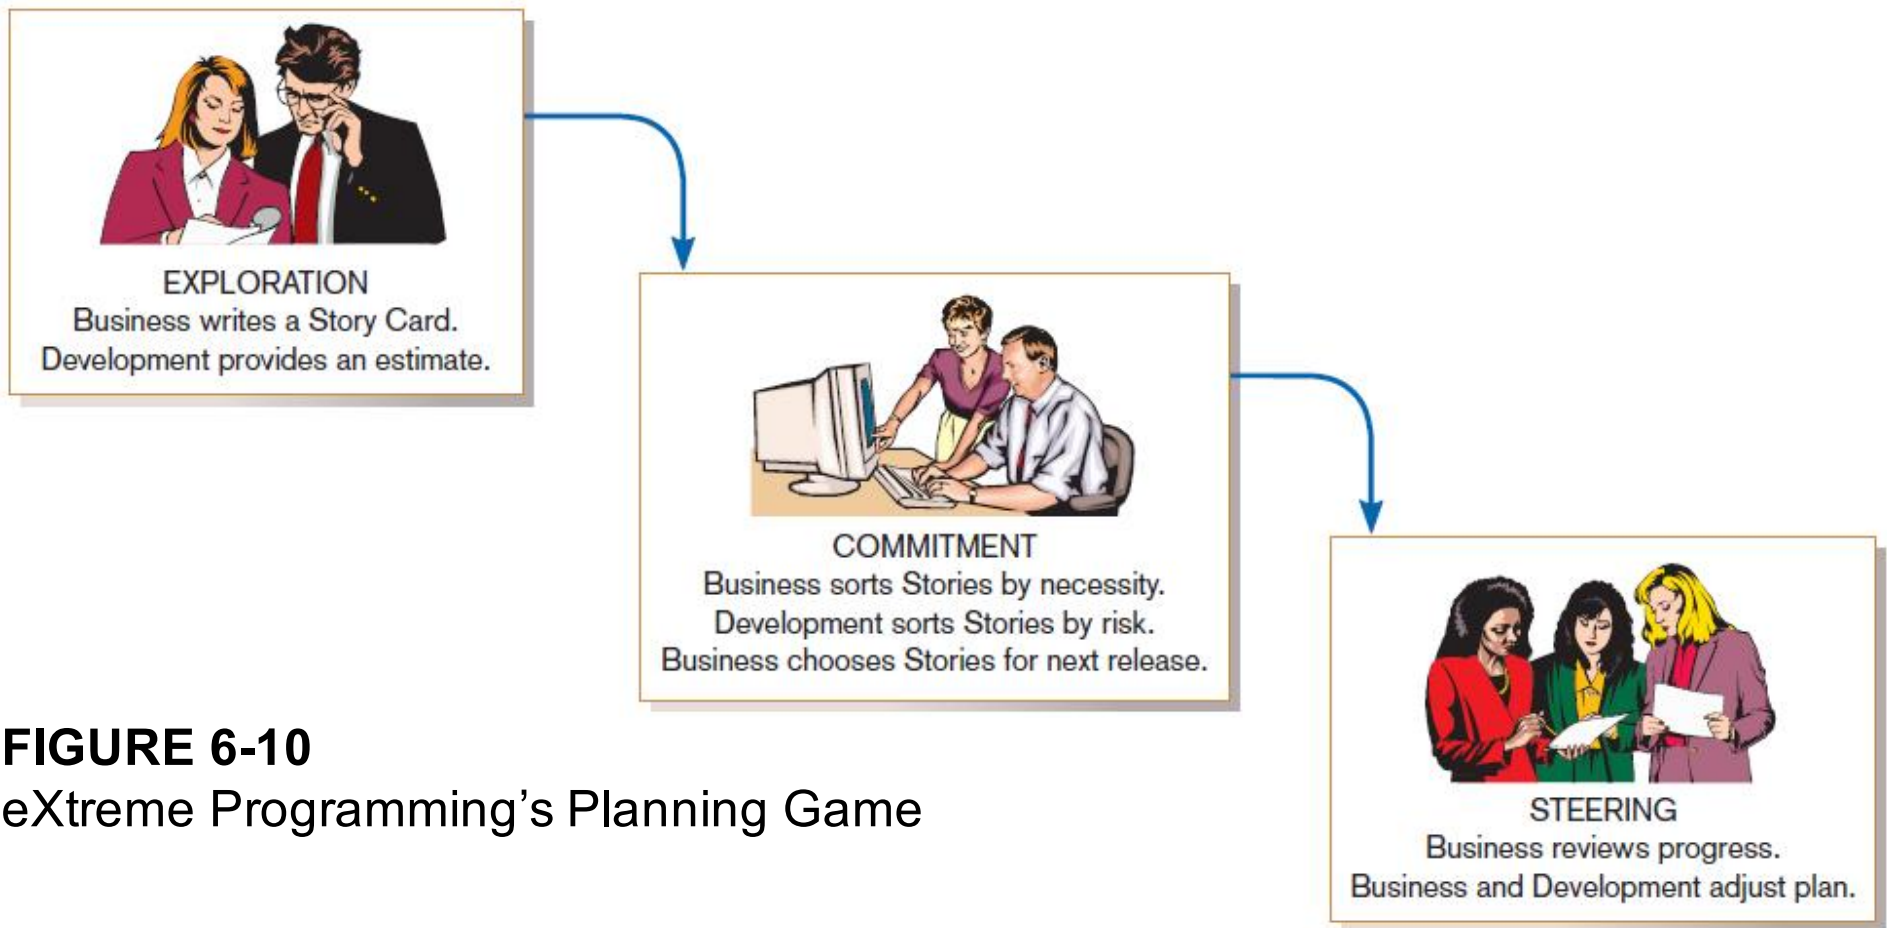 EXPLORATION
Business writes a Story Card.
Development provides an estimate.
COMMITMENT
Business sorts Stories by necessity.
Development sorts Stories by risk.
Business chooses Stories for next release.
STEERING
Business reviews progress.
Business and Development adjust plan.
FIGURE 6-10
eXtreme Programming’s Planning Game